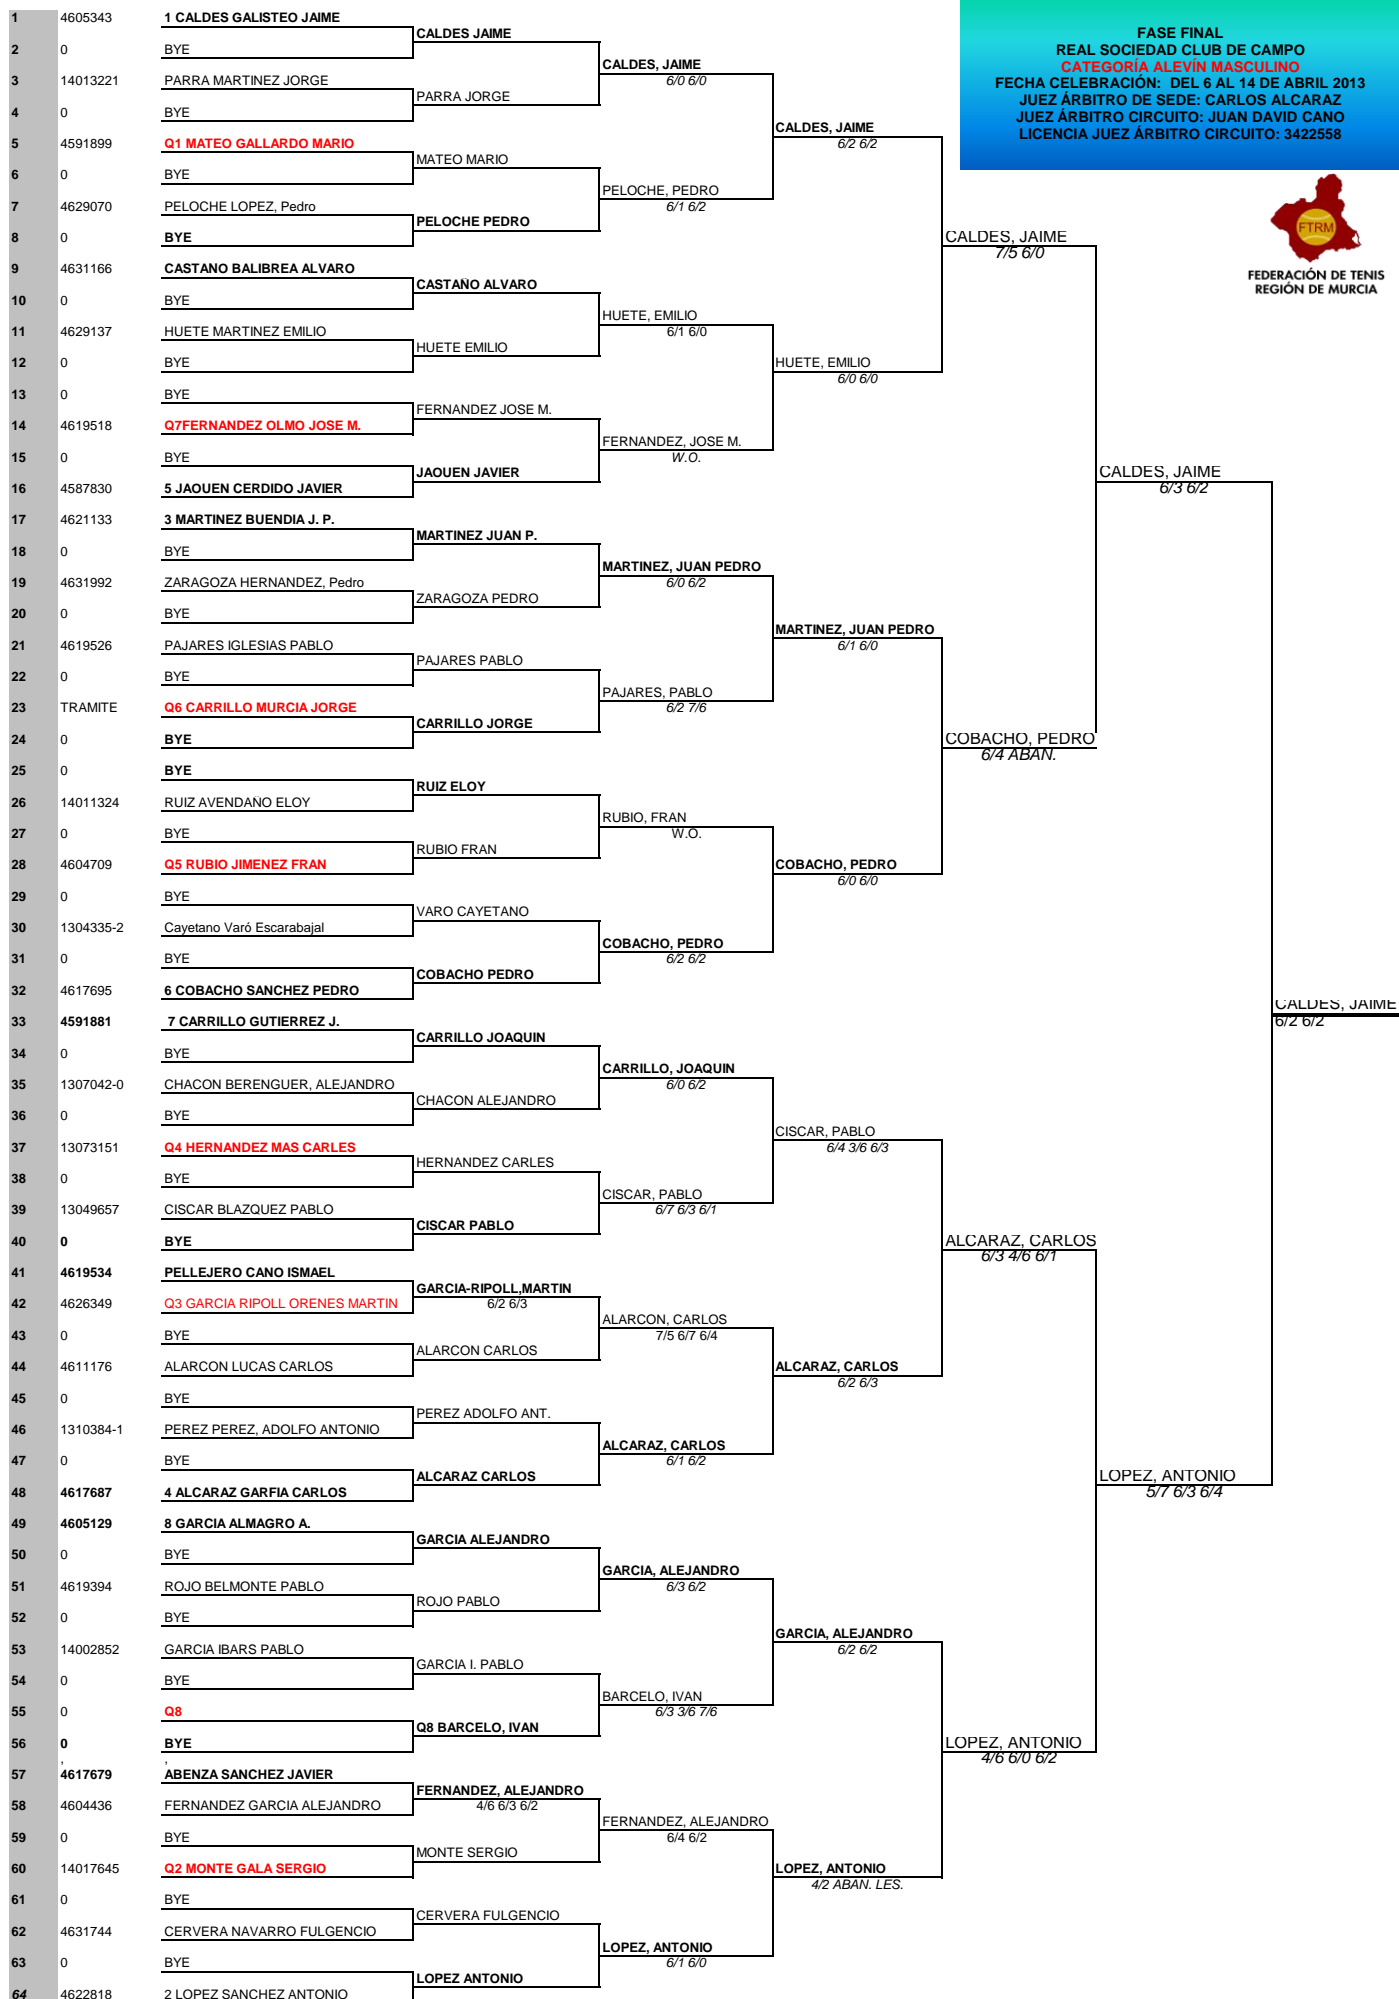 FASE FINAL
REAL SOCIEDAD CLUB DE CAMPO
CATEGORÍA ALEVÍN MASCULINO
FECHA CELEBRACIÓN: DEL 6 AL 14 DE ABRIL 2013
JUEZ ÁRBITRO DE SEDE: CARLOS ALCARAZ
JUEZ ÁRBITRO CIRCUITO: JUAN DAVID CANO
LICENCIA JUEZ ÁRBITRO CIRCUITO: 3422558
FTRM
FEDERACIÓN DE TENIS
REGIÓN DE MURCIA
1 4605343 1 CALDES GALISTEO JAIME
2 0 BYE
3 14013221 PARRA MARTINEZ JORGE
4 0 BYE
5 4591899 Q1 MATEO GALLARDO MARIO
6 0 BYE
7 4629070 PELOCHE LOPEZ, Pedro
8 0 BYE
9 4631166 CASTANO BALIBREA ALVARO
10 0 BYE
11 4629137 HUETE MARTINEZ EMILIO
12 0 BYE
13 0 BYE
14 4619518 Q7FERNANDEZ OLMO JOSE M.
15 0 BYE
16 4587830 5 JAOUEN CERDIDO JAVIER
17 4621133 3 MARTINEZ BUENDIA J. P.
18 0 BYE
19 4631992 ZARAGOZA HERNANDEZ, Pedro
20 0 BYE
21 4619526 PAJARES IGLESIAS PABLO
22 0 BYE
23 TRAMITE Q6 CARRILLO MURCIA JORGE
24 0 BYE
25 0 BYE
26 14011324 RUIZ AVENDAÑO ELOY
27 0 BYE
28 4604709 Q5 RUBIO JIMENEZ FRAN
29 0 BYE
30 1304335-2 Cayetano Varó Escarabajal
31 0 BYE
32 4617695 6 COBACHO SANCHEZ PEDRO
33 4591881 7 CARRILLO GUTIERREZ J.
34 0 BYE
35 1307042-0 CHACON BERENGUER, ALEJANDRO
36 0 BYE
37 13073151 Q4 HERNANDEZ MAS CARLES
38 0 BYE
39 13049657 CISCAR BLAZQUEZ PABLO
40 0 BYE
41 4619534 PELLEJERO CANO ISMAEL
42 4626349 Q3 GARCIA RIPOLL ORENES MARTIN
43 0 BYE
44 4611176 ALARCON LUCAS CARLOS
45 0 BYE
46 1310384-1 PEREZ PEREZ, ADOLFO ANTONIO
47 0 BYE
48 4617687 4 ALCARAZ GARFIA CARLOS
49 4605129 8 GARCIA ALMAGRO A.
50 0 BYE
51 4619394 ROJO BELMONTE PABLO
52 0 BYE
53 14002852 GARCIA IBARS PABLO
54 0 BYE
55 0 Q8
56 0 BYE
, ,
57 4617679 ABENZA SANCHEZ JAVIER
58 4604436 FERNANDEZ GARCIA ALEJANDRO
59 0 BYE
60 14017645 Q2 MONTE GALA SERGIO
61 0 BYE
62 4631744 CERVERA NAVARRO FULGENCIO
63 0 BYE
64 4622818 2 LOPEZ SANCHEZ ANTONIO
CALDES JAIME
PARRA JORGE
MATEO MARIO
PELOCHE PEDRO
CASTAÑO ALVARO
HUETE EMILIO
FERNANDEZ JOSE M.
JAOUEN JAVIER
MARTINEZ JUAN P.
ZARAGOZA PEDRO
PAJARES PABLO
CARRILLO JORGE
RUIZ ELOY
RUBIO FRAN
VARO CAYETANO
COBACHO PEDRO
CARRILLO JOAQUIN
CHACON ALEJANDRO
HERNANDEZ CARLES
CISCAR PABLO
GARCIA-RIPOLL,MARTIN
6/2 6/3
ALARCON CARLOS
PEREZ ADOLFO ANT.
ALCARAZ CARLOS
GARCIA ALEJANDRO
ROJO PABLO
GARCIA I. PABLO
Q8 BARCELO, IVAN
FERNANDEZ, ALEJANDRO
4/6 6/3 6/2
MONTE SERGIO
CERVERA FULGENCIO
LOPEZ ANTONIO
CALDES, JAIME
6/0 6/0
PELOCHE, PEDRO
6/1 6/2
HUETE, EMILIO
6/1 6/0
FERNANDEZ, JOSE M.
W.O.
MARTINEZ, JUAN PEDRO
6/0 6/2
PAJARES, PABLO
6/2 7/6
RUBIO, FRAN
W.O.
COBACHO, PEDRO
6/2 6/2
CARRILLO, JOAQUIN
6/0 6/2
CISCAR, PABLO
6/7 6/3 6/1
ALARCON, CARLOS
7/5 6/7 6/4
ALCARAZ, CARLOS
6/1 6/2
GARCIA, ALEJANDRO
6/3 6/2
BARCELO, IVAN
6/3 3/6 7/6
FERNANDEZ, ALEJANDRO
6/4 6/2
LOPEZ, ANTONIO
6/1 6/0
CALDES, JAIME
6/2 6/2
HUETE, EMILIO
6/0 6/0
MARTINEZ, JUAN PEDRO
6/1 6/0
COBACHO, PEDRO
6/0 6/0
CISCAR, PABLO
6/4 3/6 6/3
ALCARAZ, CARLOS
6/2 6/3
GARCIA, ALEJANDRO
6/2 6/2
LOPEZ, ANTONIO
4/2 ABAN. LES.
CALDES, JAIME
7/5 6/0
COBACHO, PEDRO
6/4 ABAN.
ALCARAZ, CARLOS
6/3 4/6 6/1
LOPEZ, ANTONIO
4/6 6/0 6/2
CALDES, JAIME
6/3 6/2
LOPEZ, ANTONIO
5/7 6/3 6/4
CALDES, JAIME
6/2 6/2